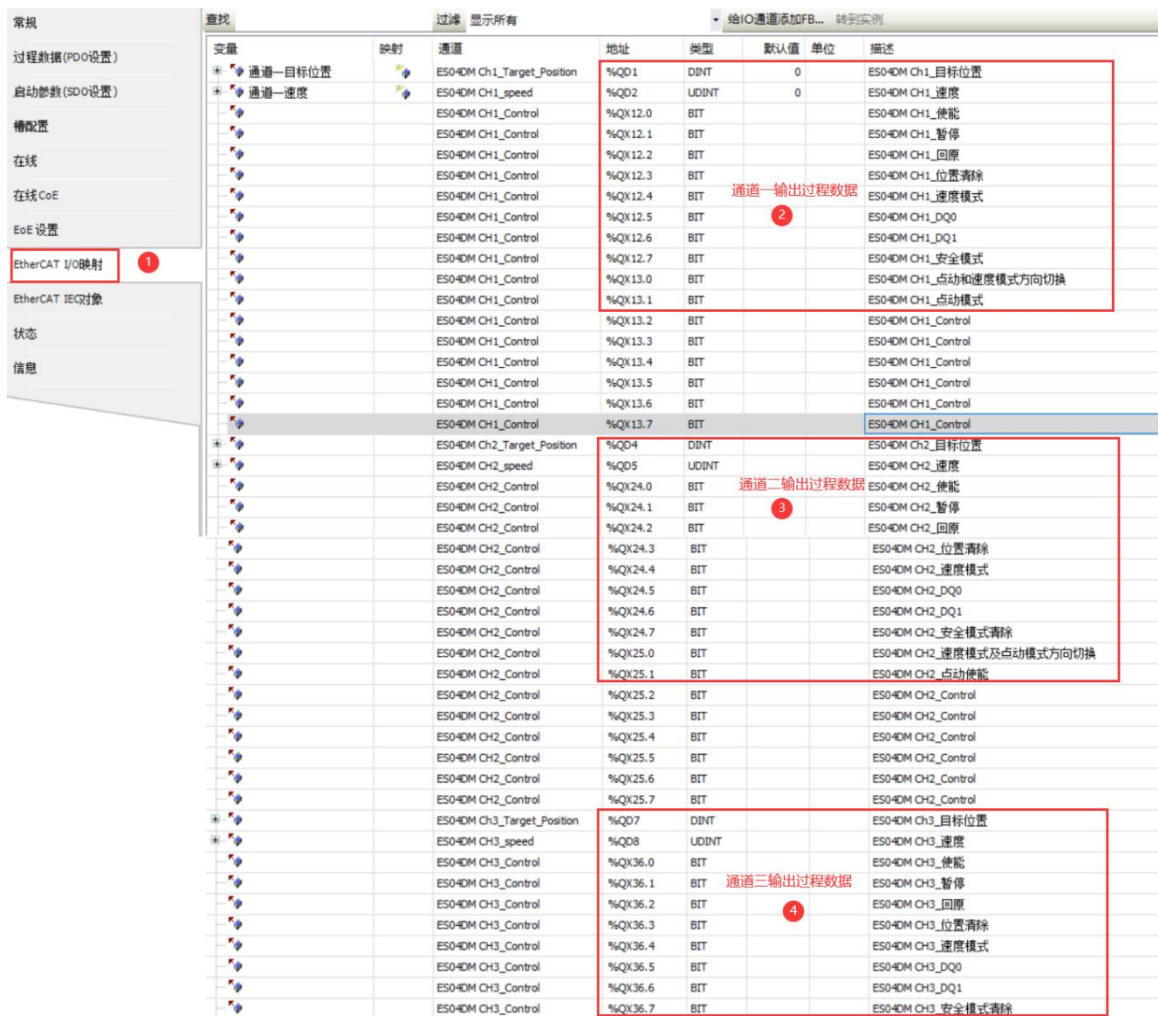 常规
过程数据(PDO设置)
启动参数(SDO设置)
槽配置
在线
在线CoE
EoE 设置
EtherCAT I/O映射 1
EtherCAT IEC对象
状态
信息
查找 过滤 显示所有 给IO通道添加FB... 转到实例
变量 映射 通道 地址 类型 默认值 单位 描述
通道一目标位置 ES04DM Ch1_Target_Position %QD1 DINT 0 ES04DM Ch1_目标位置
通道一速度 ES04DM CH1_speed %QD2 UDINT 0 ES04DM CH1_速度
ES04DM CH1_Control %QX12.0 BIT ES04DM CH1_使能
ES04DM CH1_Control %QX12.1 BIT ES04DM CH1_暂停
ES04DM CH1_Control %QX12.2 BIT ES04DM CH1_回原
ES04DM CH1_Control %QX12.3 BIT ES04DM CH1_位置清除
通道一输出过程数据
ES04DM CH1_Control %QX12.4 BIT ES04DM CH1_速度模式
ES04DM CH1_Control %QX12.5 BIT 2 ES04DM CH1_DQ0
ES04DM CH1_Control %QX12.6 BIT ES04DM CH1_DQ1
ES04DM CH1_Control %QX12.7 BIT ES04DM CH1_安全模式
ES04DM CH1_Control %QX13.0 BIT ES04DM CH1_点动和速度模式方向切换
ES04DM CH1_Control %QX13.1 BIT ES04DM CH1_点动模式
ES04DM CH1_Control %QX13.2 BIT ES04DM CH1_Control
ES04DM CH1_Control %QX13.3 BIT ES04DM CH1_Control
ES04DM CH1_Control %QX13.4 BIT ES04DM CH1_Control
ES04DM CH1_Control %QX13.5 BIT ES04DM CH1_Control
ES04DM CH1_Control %QX13.6 BIT ES04DM CH1_Control
ES04DM CH1_Control %QX13.7 BIT ES04DM CH1_Control
ES04DM Ch2_Target_Position %QD4 DINT ES04DM Ch2_目标位置
ES04DM CH2_speed %QD5 UDINT ES04DM CH2_速度
ES04DM CH2_Control %QX24.0 BIT 通道二输出过程数据 ES04DM CH2_使能
ES04DM CH2_Control %QX24.1 BIT 3 ES04DM CH2_暂停
ES04DM CH2_Control %QX24.2 BIT ES04DM CH2_回原
ES04DM CH2_Control %QX24.3 BIT ES04DM CH2_位置清除
ES04DM CH2_Control %QX24.4 BIT ES04DM CH2_速度模式
ES04DM CH2_Control %QX24.5 BIT ES04DM CH2_DQ0
ES04DM CH2_Control %QX24.6 BIT ES04DM CH2_DQ1
ES04DM CH2_Control %QX24.7 BIT ES04DM CH2_安全模式清除
ES04DM CH2_Control %QX25.0 BIT ES04DM CH2_速度模式及点动模式方向切换
ES04DM CH2_Control %QX25.1 BIT ES04DM CH2_点动使能
ES04DM CH2_Control %QX25.2 BIT ES04DM CH2_Control
ES04DM CH2_Control %QX25.3 BIT ES04DM CH2_Control
ES04DM CH2_Control %QX25.4 BIT ES04DM CH2_Control
ES04DM CH2_Control %QX25.5 BIT ES04DM CH2_Control
ES04DM CH2_Control %QX25.6 BIT ES04DM CH2_Control
ES04DM CH2_Control %QX25.7 BIT ES04DM CH2_Control
ES04DM Ch3_Target_Position %QD7 DINT ES04DM Ch3_目标位置
ES04DM CH3_speed %QD8 UDINT ES04DM CH3_速度
ES04DM CH3_Control %QX36.0 BIT ES04DM CH3_使能
ES04DM CH3_Control %QX36.1 BIT 通道三输出过程数据 ES04DM CH3_暂停
ES04DM CH3_Control %QX36.2 BIT 4 ES04DM CH3_回原
ES04DM CH3_Control %QX36.3 BIT ES04DM CH3_位置清除
ES04DM CH3_Control %QX36.4 BIT ES04DM CH3_速度模式
ES04DM CH3_Control %QX36.5 BIT ES04DM CH3_DQ0
ES04DM CH3_Control %QX36.6 BIT ES04DM CH3_DQ1
ES04DM CH3_Control %QX36.7 BIT ES04DM CH3_安全模式清除